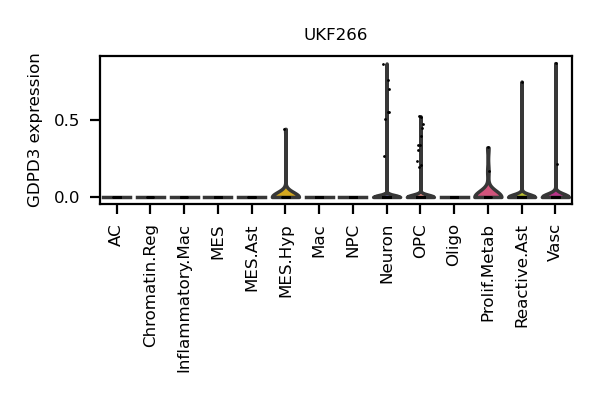 UKF266
GDPD3 expression
0.5
0.0
AC
Chromatin.Reg
Inflammatory.Mac
MES
MES.Ast
MES.Hyp
Mac
NPC
Neuron
OPC
Oligo
Prolif.Metab
Reactive.Ast
Vasc